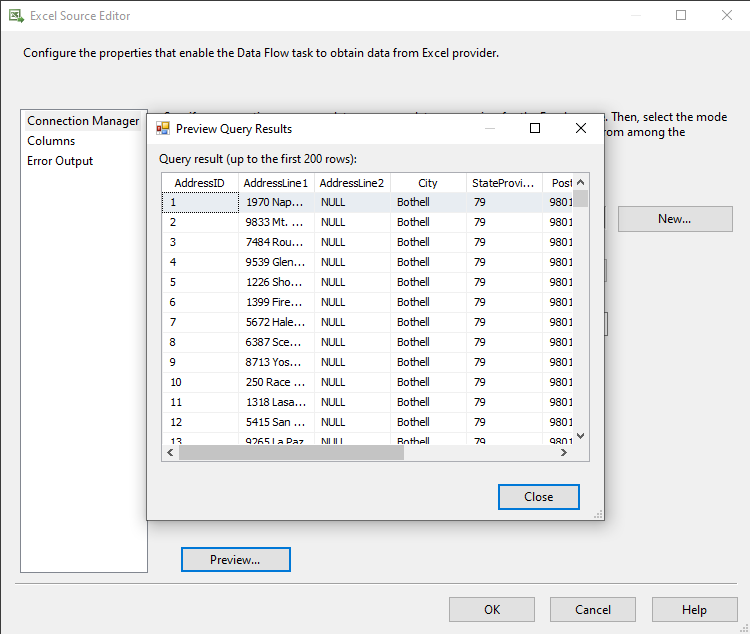 Excel Source Editor
Configure the properties that enable the Data Flow task to obtain data from Excel provider.
Connection Manager
Columns
Error Output
. Then, select the mode
from among the
New...
Preview Query Results
Query result (up to the first 200 rows):
AddressID AddressLine1 AddressLine2 City StateProvi... Post
1 1970 Nap... NULL Bothell 79 9801
2 9833 Mt. ... NULL Bothell 79 9801
3 7484 Rou... NULL Bothell 79 9801
4 9539 Glen... NULL Bothell 79 9801
5 1226 Sho... NULL Bothell 79 9801
6 1399 Fire... NULL Bothell 79 9801
7 5672 Hale... NULL Bothell 79 9801
8 6387 Sce... NULL Bothell 79 9801
9 8713 Yos... NULL Bothell 79 9801
10 250 Race ... NULL Bothell 79 9801
11 1318 Lasa... NULL Bothell 79 9801
12 5415 San ... NULL Bothell 79 9801
13 9265 La Paz NULL Bothell 79 9801
Close
Preview...
OK Cancel Help